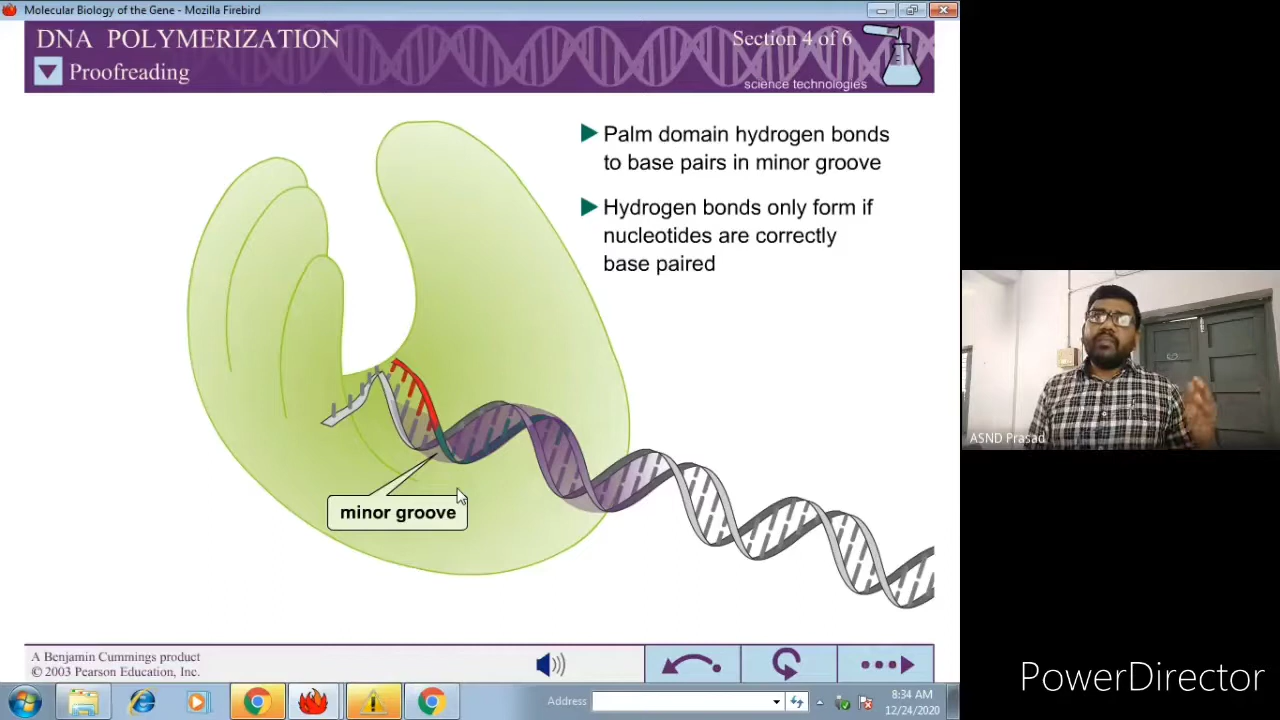 Molecular Biology of the Gene - Mozilla Firebird
DNA POLYMERIZATION
Section 4 of 6
Proofreading
science technologies
Palm domain hydrogen bonds
to base pairs in minor groove
Hydrogen bonds only form if
nucleotides are correctly
base paired
minor groove
ASND Prasad
A Benjamin Cummings product
© 2003 Pearson Education, Inc.
PowerDirector
Address
8:34 AM
12/24/2020